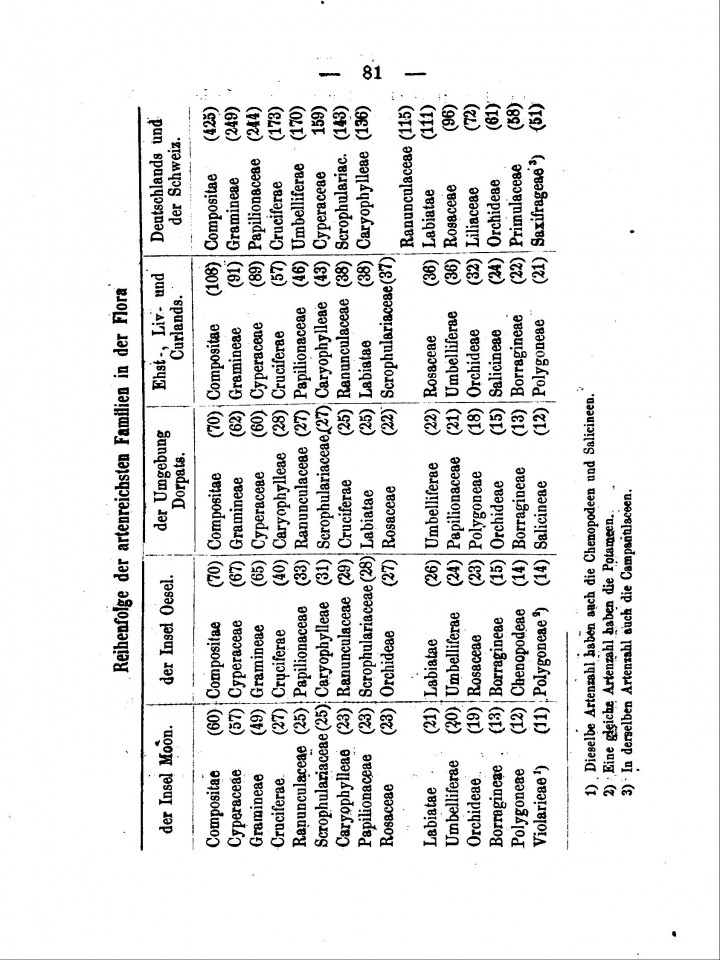 — 81 —
Reihenfolge der artenreichsten Familien in der Flora
der Insel Moon. der Insel Oesel. der Umgebung Dorpats. Ehst-, Liv- und Curlands. Deutschlands und der Schweiz.
Compositae (60) Compositae (70) Compositae (70) Compositae (108) Compositae (425)
Cyperaceae (57) Cyperaceae (67) Gramineae (62) Gramineae (91) Gramineae (249)
Gramineae (49) Gramineae (65) Cyperaceae (60) Cyperaceae (89) Papilionaceae (244)
Cruciferae (27) Cruciferae (40) Caryophylleae (28) Cruciferae (57) Cruciferae (173)
Ranunculaceae (25) Papilionaceae (33) Ranunculaceae (27) Papilionaceae (46) Umbelliferae (170)
Scrophulariaceae (25) Caryophylleae (31) Scrophulariaceae (27) Caryophylleae (43) Cyperaceae 159)
Caryophylleae (23) Ranunculaceae (29) Cruciferae (25) Ranunculaceae (38) Scrophulariac. (143)
Papilionaceae (23) Scrophulariaceae (28) Labiatae (25) Labiatae (38) Caryophylleae (136)
Rosaceae (23) Orchideae (27) Rosaceae (22) Scrophulariaceae (37) Ranunculaceae (115)
Labiatae (21) Labiatae (26) Umbelliferae (22) Rosaceae (36) Labiatae (111)
Umbelliferae (20) Umbelliferae (24) Papilionaceae (21) Umbelliferae (36) Rosaceae (96)
Orchideae (19) Rosaceae (23) Polygoneae (18) Orchideae (32) Liliaceae (72)
Borragineae (13) Borragineae (15) Orchideae (15) Salicineae (24) Orchideae (61)
Polygoneae (12) Chenopodeae (14) Borragineae (13) Borragineae (22) Primulaceae (58)
Violarieae ¹) (11) Polygoneae ²) (14) Salicineae (12) Polygoneae (21) Saxifrageae ³) (51)
1) Dieselbe Artenzahl haben auch die Chenopodeen und Salicineen.
2) Eine gleiche Artenzahl haben die Potameen.
3) In derselben Artenzahl auch die Campanulaceen.